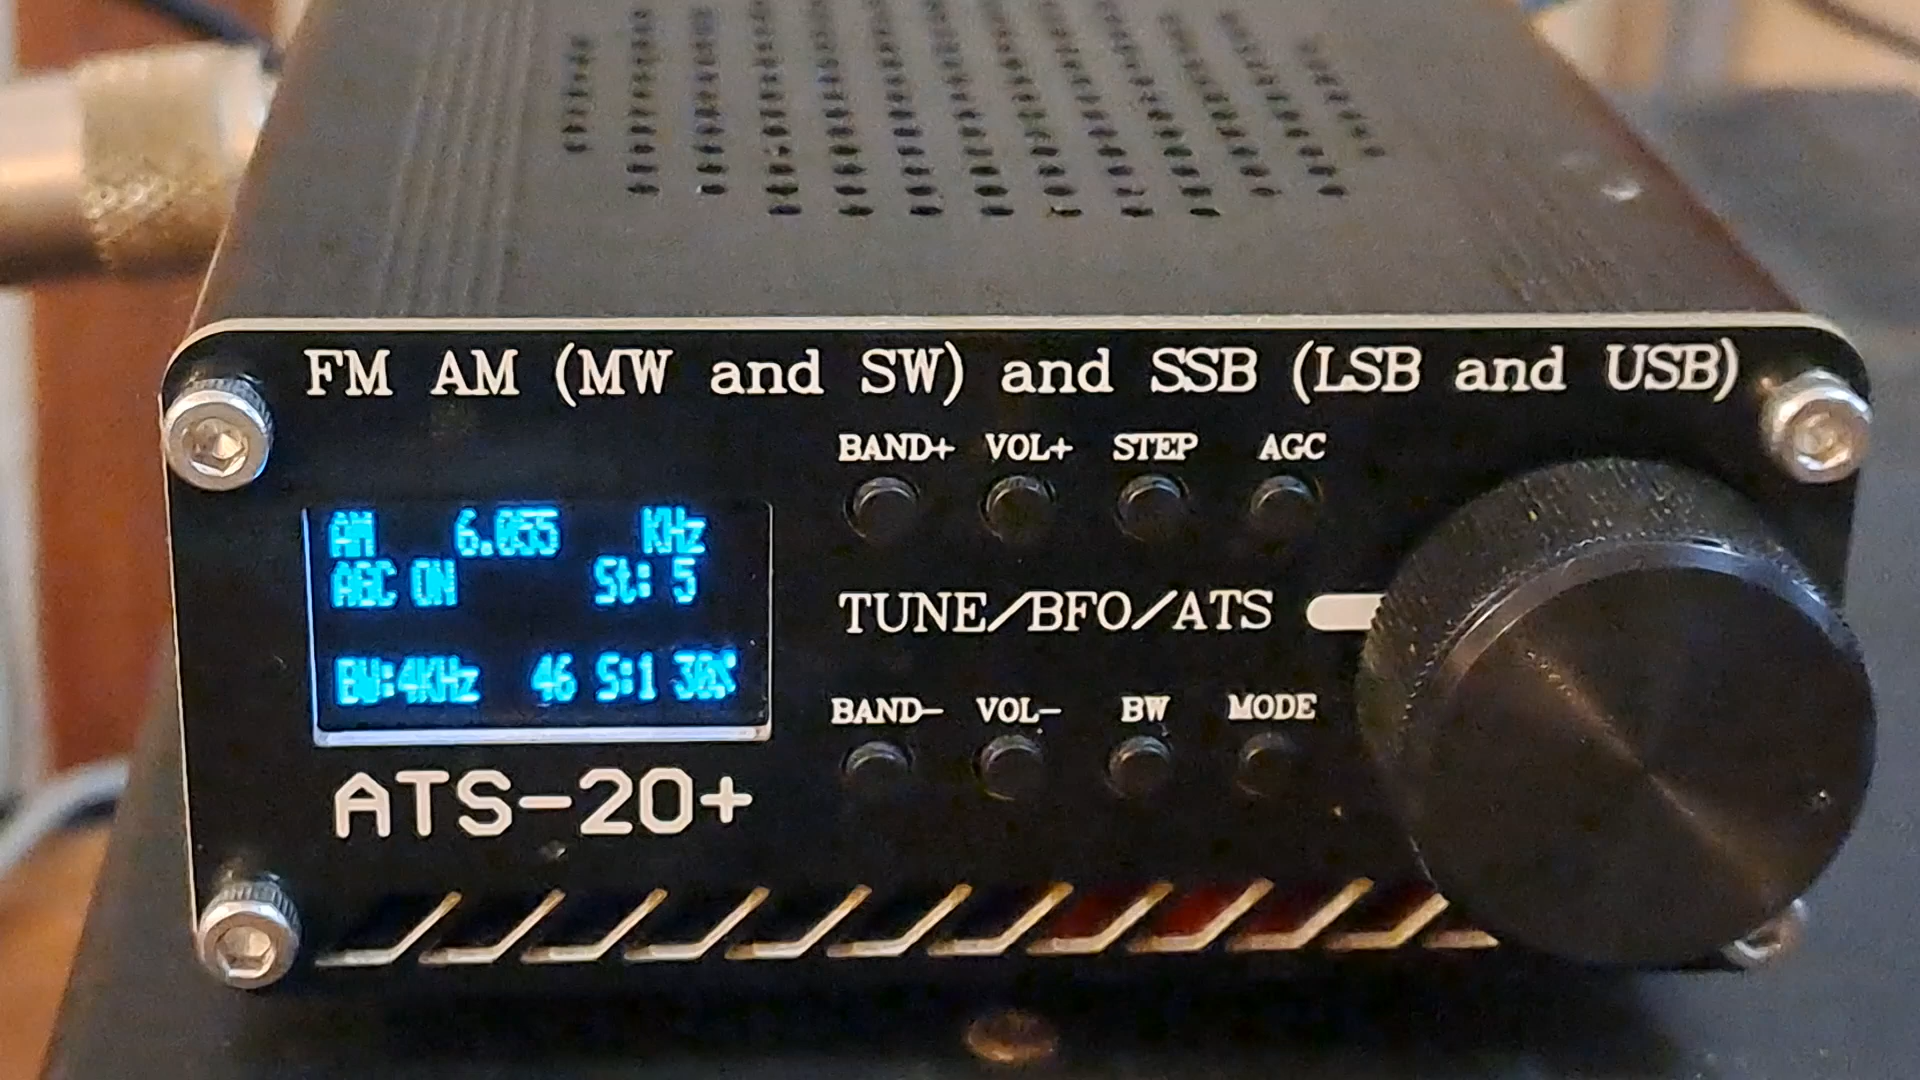 FM AM (MW and SW) and SSB (LSB and USB)
BAND+ VOL+ STEP AGC
AM 6.055 KHz
AGC ON St: 5
TUNE/BFO/ATS
BW:4KHz 46 S:1 30%
BAND- VOL- BW MODE
ATS-20+